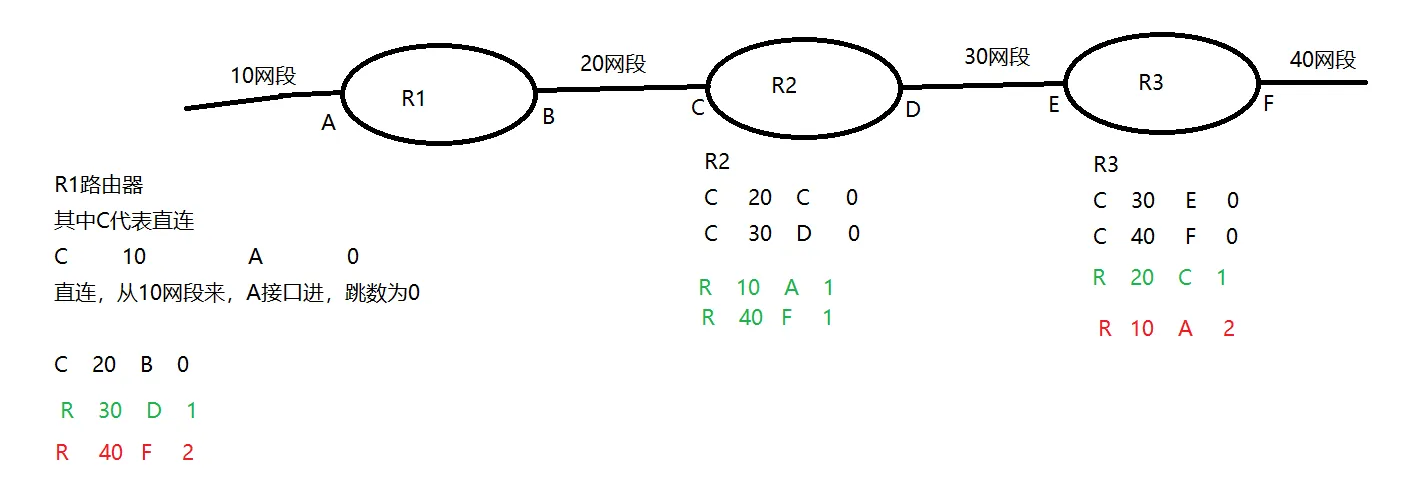 10网段
20网段
30网段
40网段
R1
R2
R3
A
B
C
D
E
F
R1路由器
其中C代表直连
C 10 A 0
直连，从10网段来，A接口进，跳数为0
C 20 B 0
R 30 D 1
R 40 F 2
R2
C 20 C 0
C 30 D 0
R 10 A 1
R 40 F 1
R3
C 30 E 0
C 40 F 0
R 20 C 1
R 10 A 2